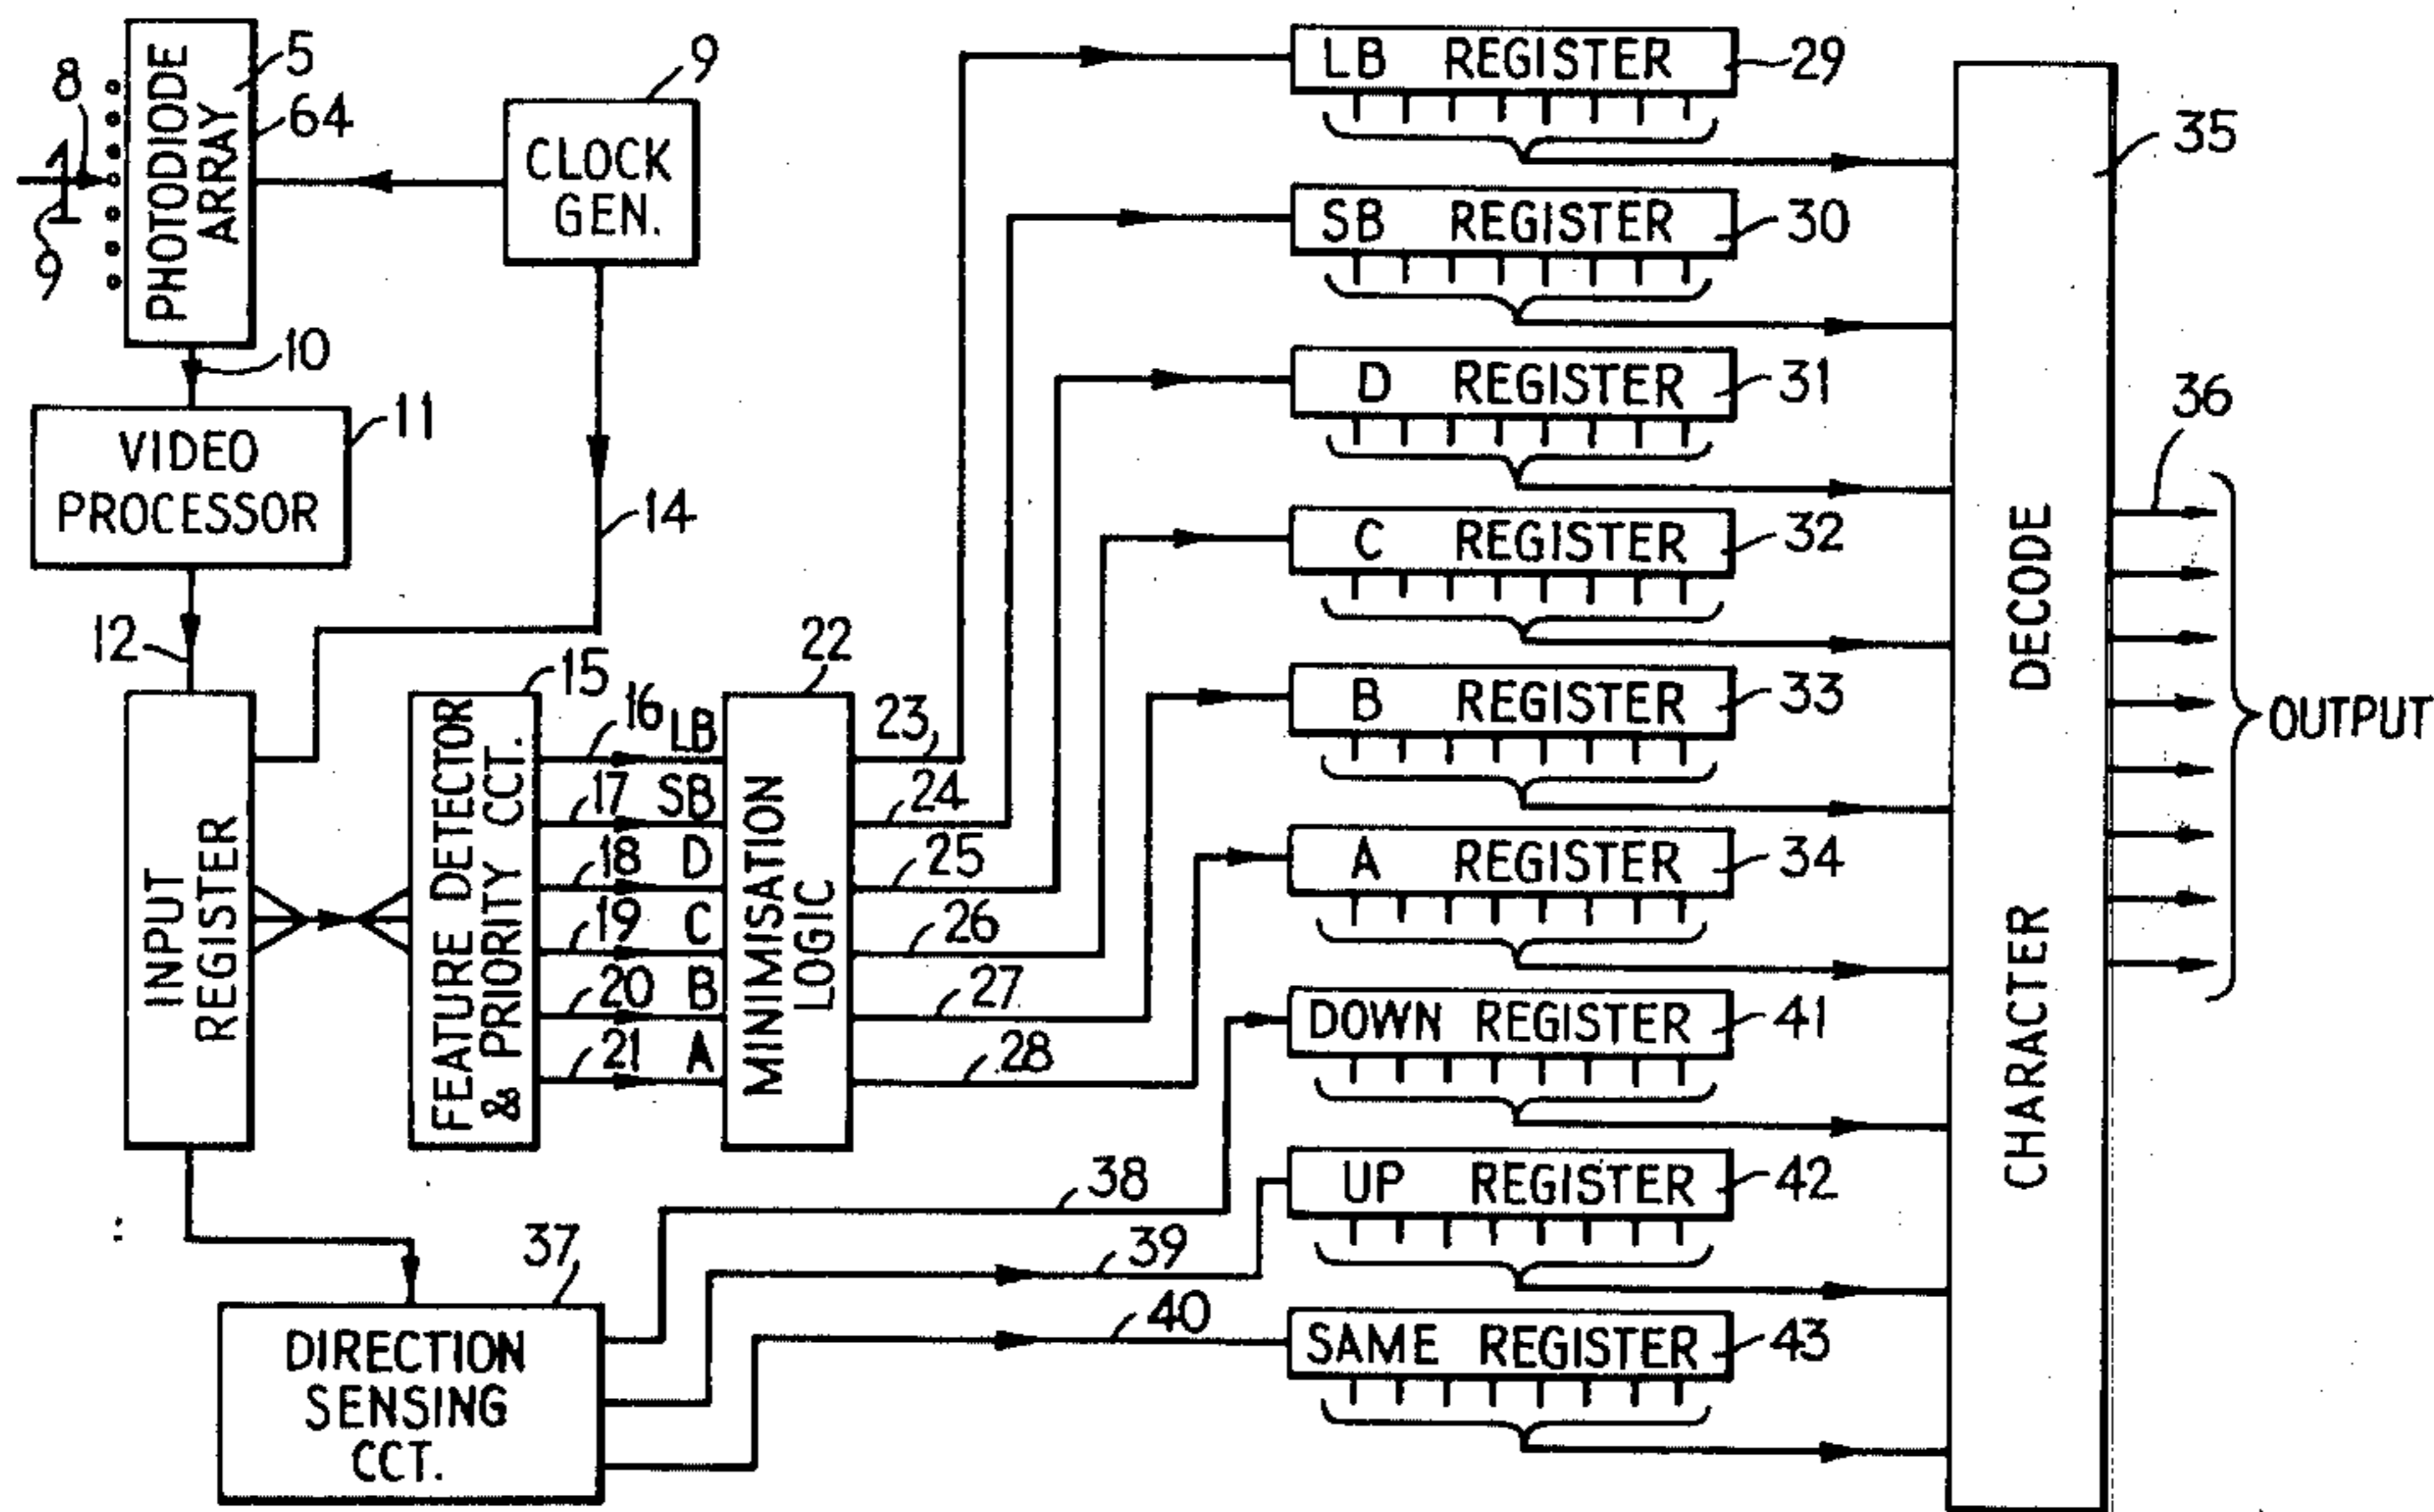 8
1
9
PHOTODIODE
ARRAY
5
64
CLOCK
GEN.
9
10
VIDEO
PROCESSOR
11
12
14
INPUT
REGISTER
FEATURE DETECTOR
& PRIORITY CCT.
15
16 LB
17 SB
18 D
19 C
20 B
21 A
MINIMISATION
LOGIC
22
23
24
25
26
27
28
DIRECTION
SENSING
CCT.
37
38
39
40
LB REGISTER
29
SB REGISTER
30
D REGISTER
31
C REGISTER
32
B REGISTER
33
A REGISTER
34
DOWN REGISTER
41
UP REGISTER
42
SAME REGISTER
43
CHARACTER DECODE
35
36
OUTPUT